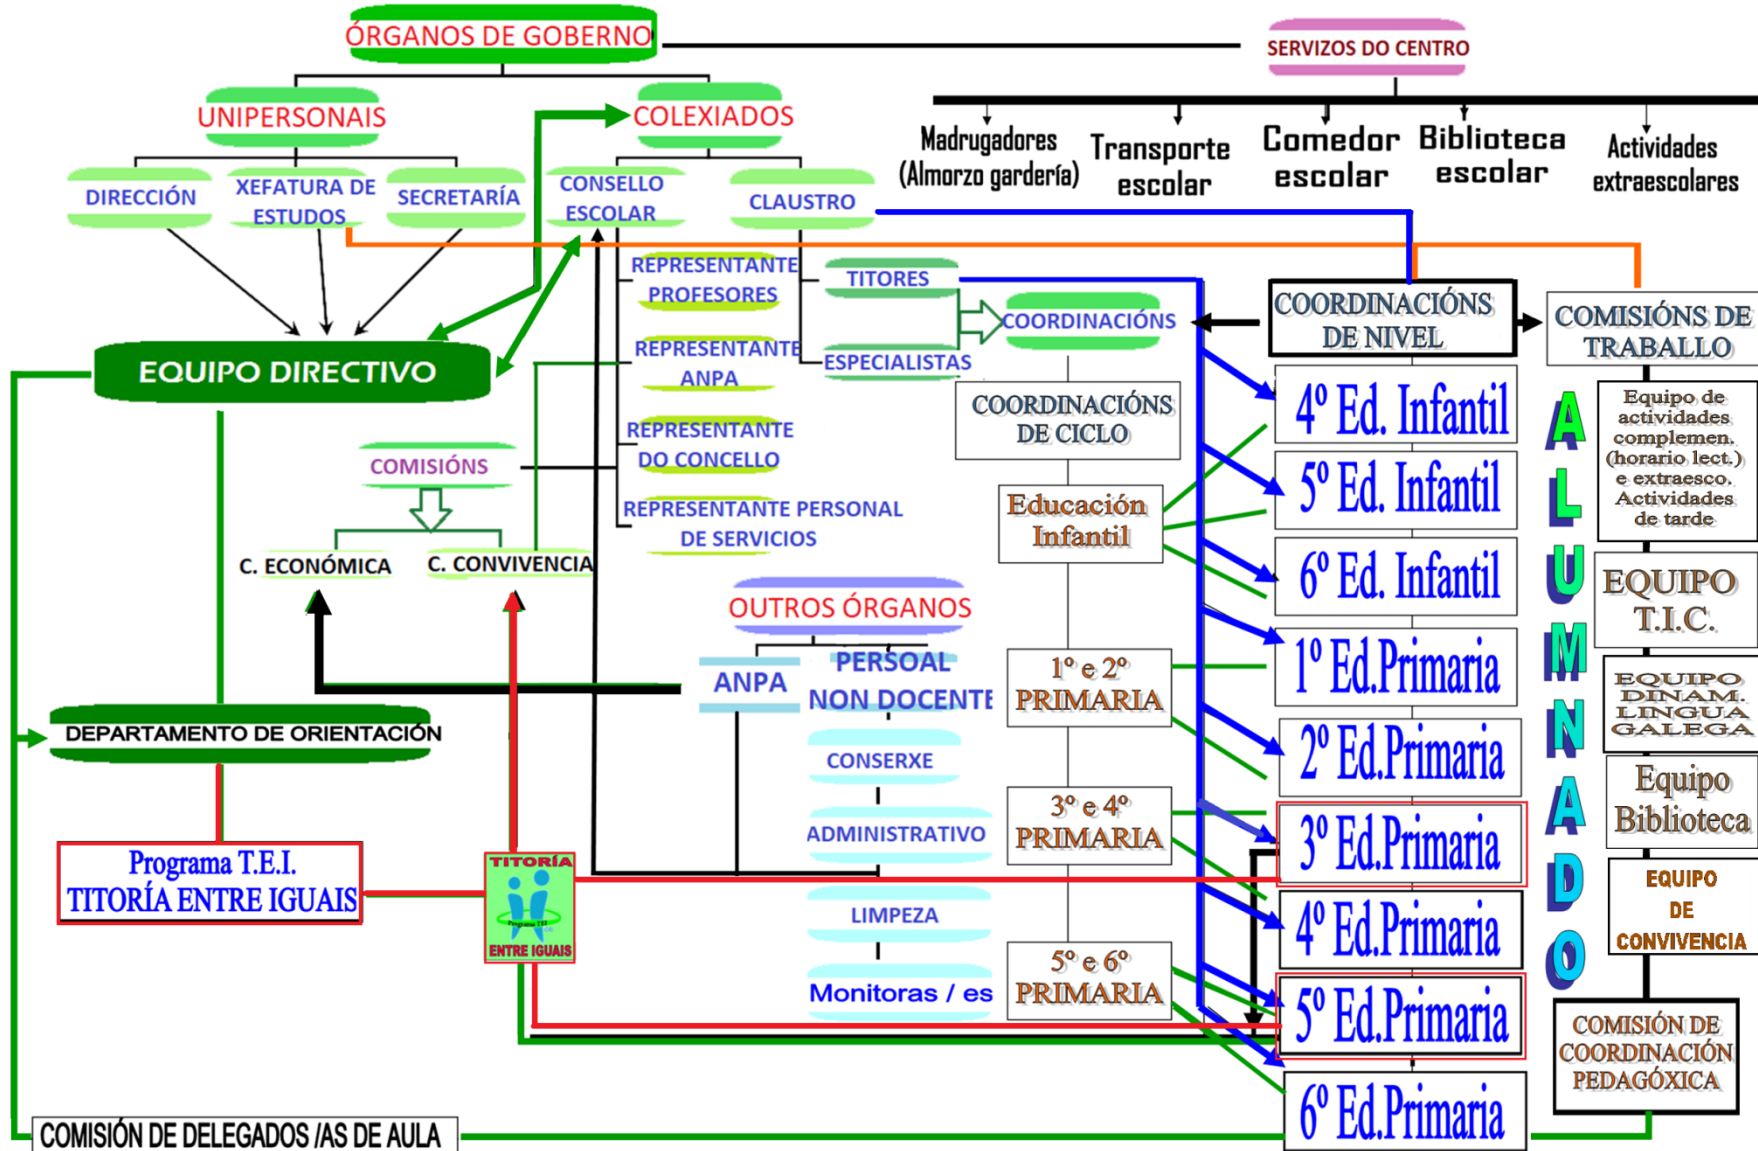 ÓRGANOS DE GOBERNO
SERVIZOS DO CENTRO
UNIPERSONAIS
COLEXIADOS
Madrugadores
(Almorzo gardería)
Transporte
escolar
Comedor
escolar
Biblioteca
escolar
Actividades
extraescolares
DIRECCIÓN
XEFATURA DE
ESTUDOS
SECRETARÍA
CONSELLO
ESCOLAR
CLAUSTRO
REPRESENTANTE
PROFESORES
TITORES
COORDINACIÓNS
ESPECIALISTAS
COORDINACIÓNS
DE NIVEL
COMISIÓNS DE
TRABALLO
EQUIPO DIRECTIVO
REPRESENTANTE
ANPA
COORDINACIÓNS
DE CICLO
REPRESENTANTE
DO CONCELLO
COMISIÓNS
REPRESENTANTE PERSONAL
DE SERVICIOS
C. ECONÓMICA
C. CONVIVENCIA
Educación
Infantil
4º Ed. Infantil
5º Ed. Infantil
6º Ed. Infantil
1º Ed.Primaria
2º Ed.Primaria
3º Ed.Primaria
4º Ed.Primaria
5º Ed.Primaria
6º Ed.Primaria
ALUMNADO
Equipo de
actividades
complemen.
(horario lect.)
e extraesco.
Actividades
de tarde
EQUIPO
T.I.C.
EQUIPO
DINAM.
LINGUA
GALEGA
Equipo
Biblioteca
EQUIPO
DE
CONVIVENCIA
COMISIÓN DE
COORDINACIÓN
PEDAGÓXICA
OUTROS ÓRGANOS
ANPA
PERSOAL
NON DOCENTE
1º e 2º
PRIMARIA
3º e 4º
PRIMARIA
5º e 6º
PRIMARIA
CONSERXE
ADMINISTRATIVO
LIMPEZA
Monitoras / es
DEPARTAMENTO DE ORIENTACIÓN
Programa T.E.I.
TITORÍA ENTRE IGUAIS
TITORÍA
Programa TEI
ENTRE IGUAIS
COMISIÓN DE DELEGADOS /AS DE AULA